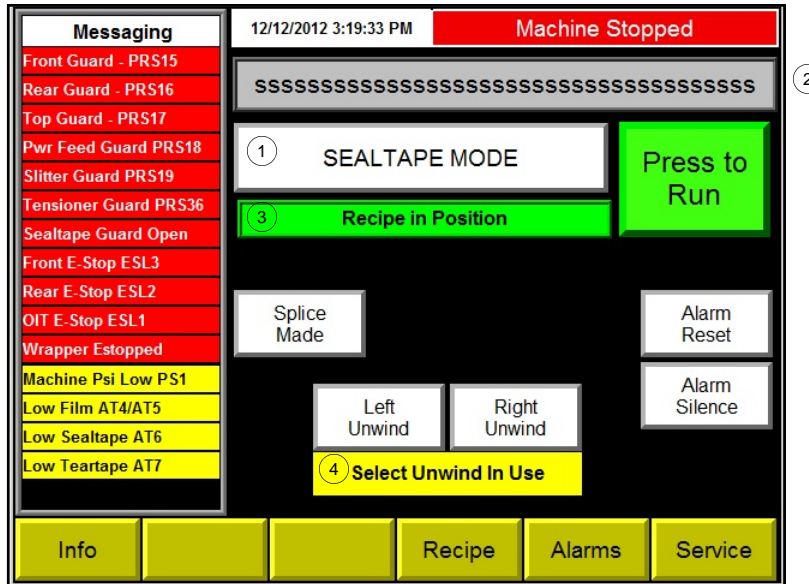 Messaging
Front Guard - PRS15
Rear Guard - PRS16
Top Guard - PRS17
Pwr Feed Guard PRS18
Slitter Guard PRS19
Tensioner Guard PRS36
Sealtape Guard Open
Front E-Stop ESL3
Rear E-Stop ESL2
OIT E-Stop ESL1
Wrapper Estopped
Machine Psi Low PS1
Low Film AT4/AT5
Low Sealtape AT6
Low Teartape AT7
12/12/2012 3:19:33 PM
Machine Stopped
SSSSSSSSSSSSSSSSSSSSSSSSSSSSSSSSSSSSSS
2
1
SEALTAPE MODE
Press to
Run
3
Recipe in Position
Splice
Made
Alarm
Reset
Left
Unwind
Right
Unwind
Alarm
Silence
4
Select Unwind In Use
Info
Recipe
Alarms
Service